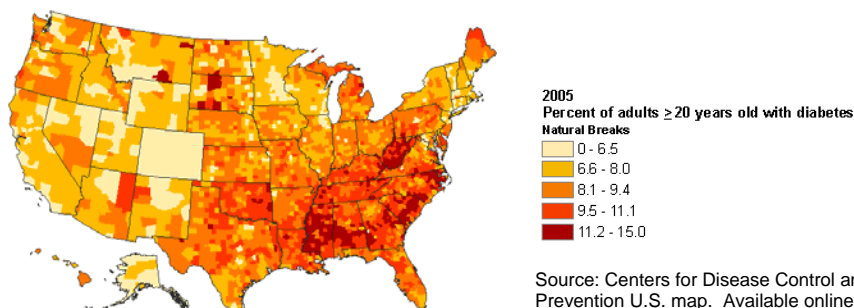 2005
Percent of adults ≥20 years old with diabetes
Natural Breaks
0 - 6.5
6.6 - 8.0
8.1 - 9.4
9.5 - 11.1
11.2 - 15.0
Source: Centers for Disease Control
Prevention U.S. map. Available online